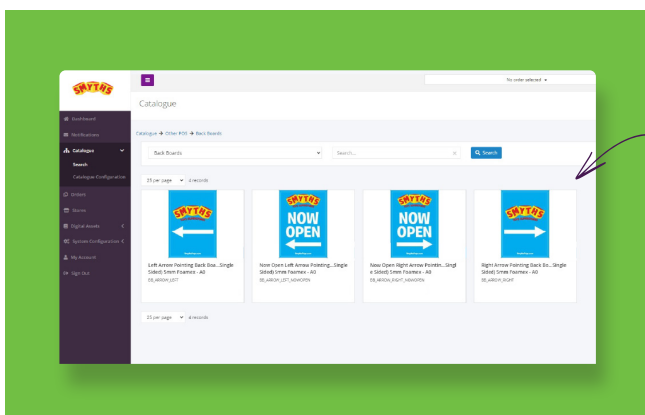 SMYTHS
No order selected
Catalogue
Dashboard
Notifications
Catalogue
Search
Catalogue Configuration
Orders
Stores
Digital Assets
System Configuration
My Account
Sign Out
Catalogue → Other POS → Back Boards
Back Boards
Search...
Search
25 per page
4 records
SMYTHS
Left Arrow Pointing Back Boa...Single
Sided) 5mm Foamex - A0
BB_ARROW_LEFT
SMYTHS
NOW
OPEN
Now Open Left Arrow Pointing...Single
Sided) 5mm Foamex - A0
BB_ARROW_LEFT_NOWOPEN
SMYTHS
NOW
OPEN
Now Open Right Arrow Pointin...Singl
e Sided) 5mm Foamex - A0
BB_ARROW_RIGHT_NOWOPEN
SMYTHS
Right Arrow Pointing Back Bo...Single
Sided) 5mm Foamex - A0
BB_ARROW_RIGHT
25 per page
4 records